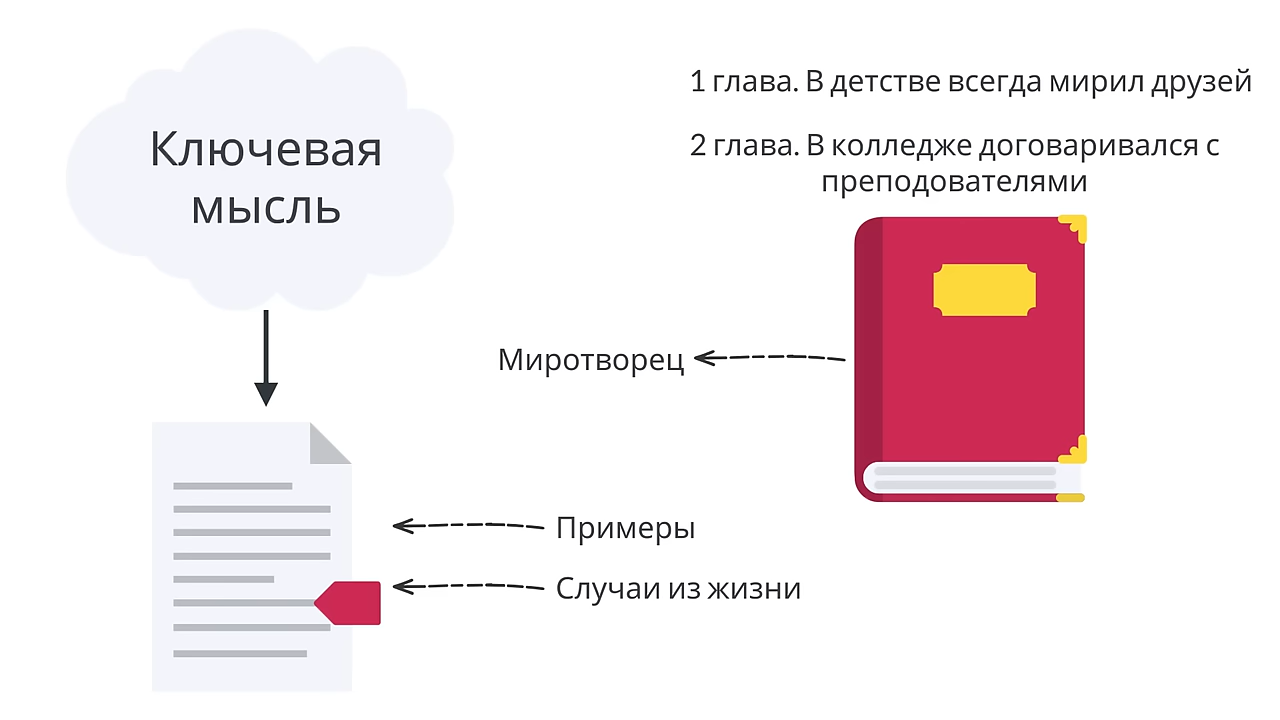 Ключевая
мысль
1 глава. В детстве всегда мирил друзей
2 глава. В колледже договаривался с
преподователями
Миротворец
Примеры
Случаи из жизни